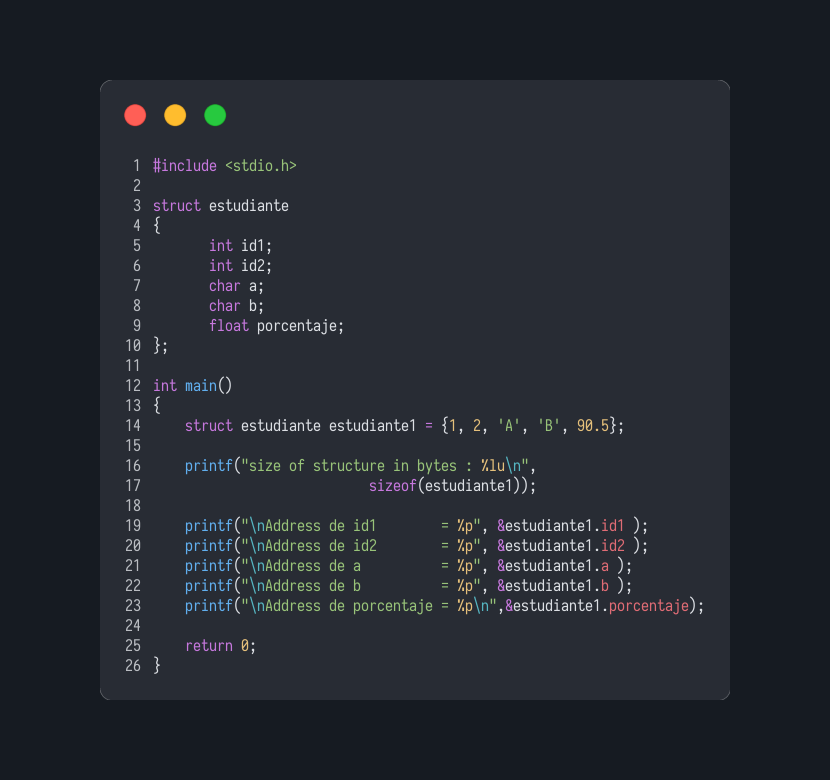 1 #include <stdio.h>
2
3 struct estudiante
4 {
5        int id1;
6        int id2;
7        char a;
8        char b;
9        float porcentaje;
10 };
11
12 int main()
13 {
14     struct estudiante estudiante1 = {1, 2, 'A', 'B', 90.5};
15
16     printf("size of structure in bytes : %lu\n",
17                            sizeof(estudiante1));
18
19     printf("\nAddress de id1        = %p", &estudiante1.id1 );
20     printf("\nAddress de id2        = %p", &estudiante1.id2 );
21     printf("\nAddress de a          = %p", &estudiante1.a );
22     printf("\nAddress de b          = %p", &estudiante1.b );
23     printf("\nAddress de porcentaje = %p\n",&estudiante1.porcentaje);
24
25     return 0;
26 }